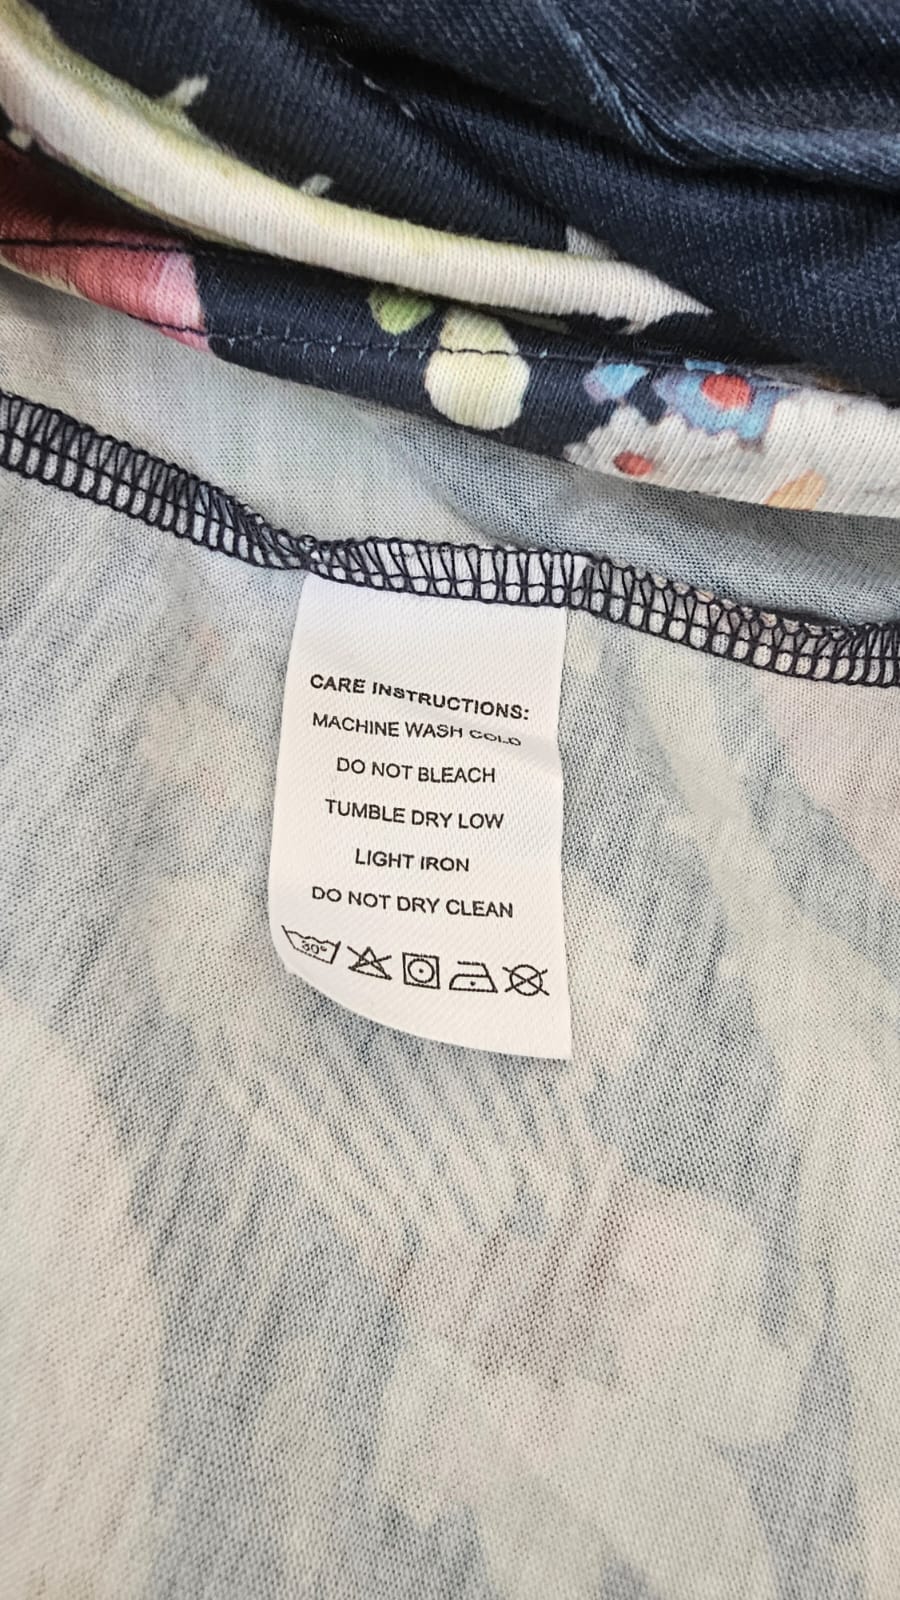 CARE INSTRUCTIONS:
MACHINE WASH COLD
DO NOT BLEACH
TUMBLE DRY LOW
LIGHT IRON
DO NOT DRY CLEAN
30°